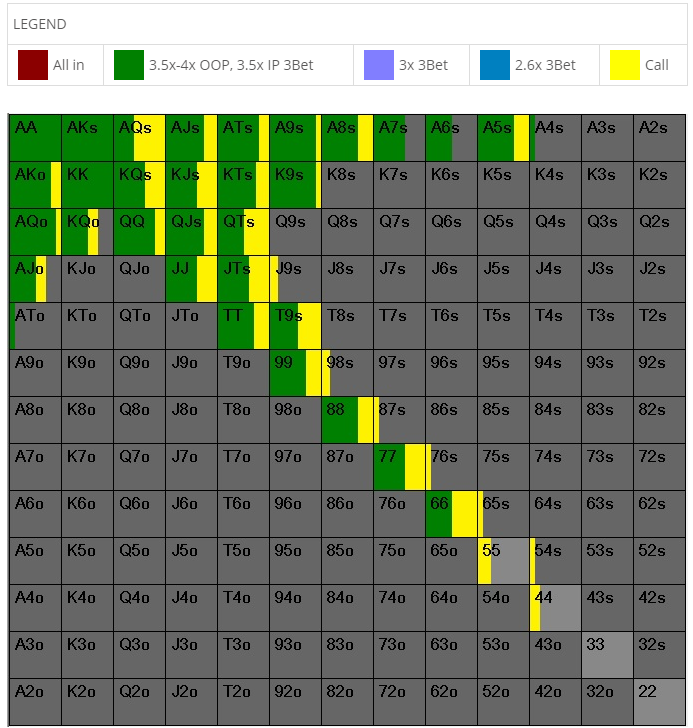 LEGEND
All in 3.5x-4x OOP, 3.5x IP 3Bet 3x 3Bet 2.6x 3Bet Call
AA AKs AQs AJs ATs A9s A8s A7s A6s A5s A4s A3s A2s
AKo KK KQs KJs KTs K9s K8s K7s K6s K5s K4s K3s K2s
AQo KQo QQ QJs QTs Q9s Q8s Q7s Q6s Q5s Q4s Q3s Q2s
AJo KJo QJo JJ JTs J9s J8s J7s J6s J5s J4s J3s J2s
ATo KTo QTo JTo TT T9s T8s T7s T6s T5s T4s T3s T2s
A9o K9o Q9o J9o T9o 99 98s 97s 96s 95s 94s 93s 92s
A8o K8o Q8o J8o T8o 98o 88 87s 86s 85s 84s 83s 82s
A7o K7o Q7o J7o T7o 97o 87o 77 76s 75s 74s 73s 72s
A6o K6o Q6o J6o T6o 96o 86o 76o 66 65s 64s 63s 62s
A5o K5o Q5o J5o T5o 95o 85o 75o 65o 55 54s 53s 52s
A4o K4o Q4o J4o T4o 94o 84o 74o 64o 54o 44 43s 42s
A3o K3o Q3o J3o T3o 93o 83o 73o 63o 53o 43o 33 32s
A2o K2o Q2o J2o T2o 92o 82o 72o 62o 52o 42o 32o 22